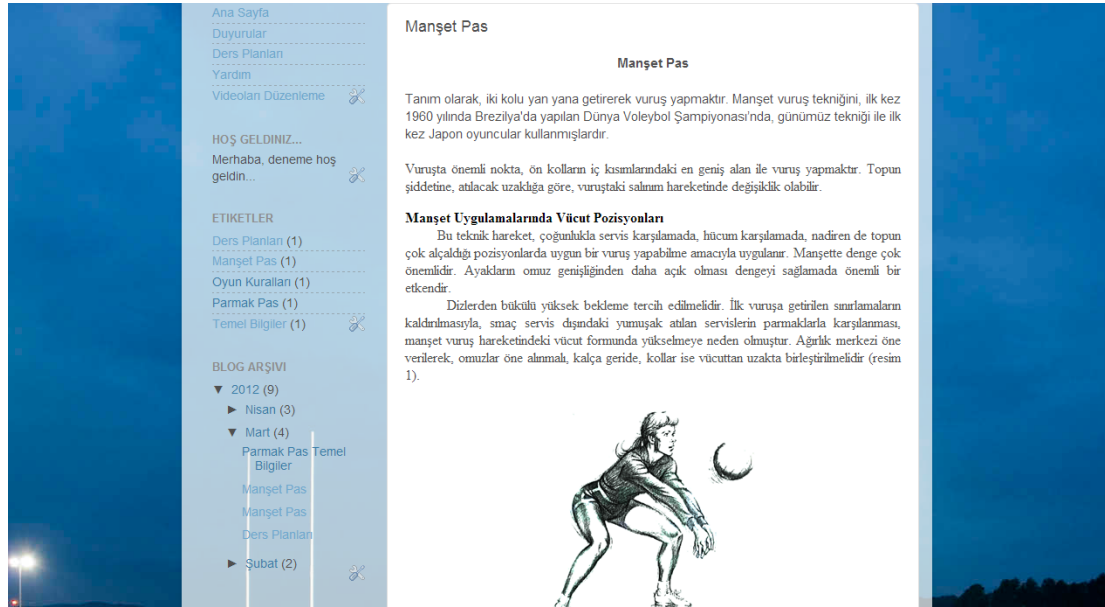 Ana Sayfa
Duyurular
Ders Planları
Yardım
Videoları Düzenleme
HOŞ GELDINIZ...
Merhaba, deneme hoş
geldin...
ETIKETLER
Ders Planları (1)
Manşet Pas (1)
Oyun Kuralları (1)
Parmak Pas (1)
Temel Bilgiler (1)
BLOG ARŞIVI
▼ 2012 (9)
► Nisan (3)
▼ Mart (4)
Parmak Pas Temel
Bilgiler
Manşet Pas
Manşet Pas
Ders Planları
► Şubat (2)
Manşet Pas
Manşet Pas
Tanım olarak, iki kolu yan yana getirerek vuruş yapmaktır. Manşet vuruş tekniğini, ilk kez
1960 yılında Brezilya'da yapılan Dünya Voleybol Şampiyonası'nda, günümüz tekniği ile ilk
kez Japon oyuncular kullanmışlardır.
Vuruşta önemli nokta, ön kolların iç kısımlarındaki en geniş alan ile vuruş yapmaktır. Topun
şiddetine, atılacak uzaklığa göre, vuruştaki salınım hareketinde değişiklik olabilir.
Manşet Uygulamalarında Vücut Pozisyonları
Bu teknik hareket, çoğunlukla servis karşılamada, hücum karşılamada, nadiren de topun
çok alçaldığı pozisyonlarda uygun bir vuruş yapabilme amacıyla uygulanır. Manşette denge çok
önemlidir. Ayakların omuz genişliğinden daha açık olması dengeyi sağlamada önemli bir
etkendir.
Dizlerden bükülü yüksek bekleme tercih edilmelidir. İlk vuruşa getirilen sınırlamaların
kaldırılmasıyla, smaç servis dışındaki yumuşak atılan servislerin parmaklarla karşılanması,
manşet vuruş hareketindeki vücut formunda yükselmeye neden olmuştur. Ağırlık merkezi öne
verilerek, omuzlar öne alınmalı, kalça geride, kollar ise vücuttan uzakta birleştirilmelidir (resim
1).